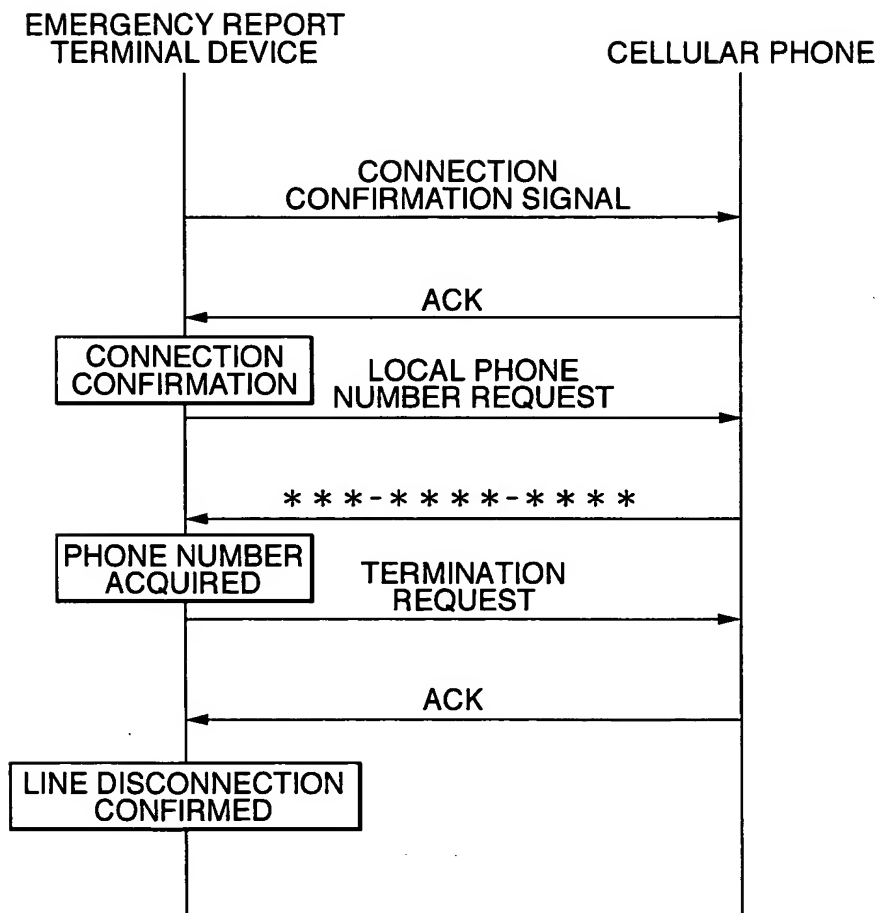 EMERGENCY REPORT
TERMINAL DEVICE
CELLULAR PHONE
CONNECTION
CONFIRMATION SIGNAL
ACK
CONNECTION
CONFIRMATION
LOCAL PHONE
NUMBER REQUEST
***-****-****
PHONE NUMBER
ACQUIRED
TERMINATION
REQUEST
ACK
LINE DISCONNECTION
CONFIRMED